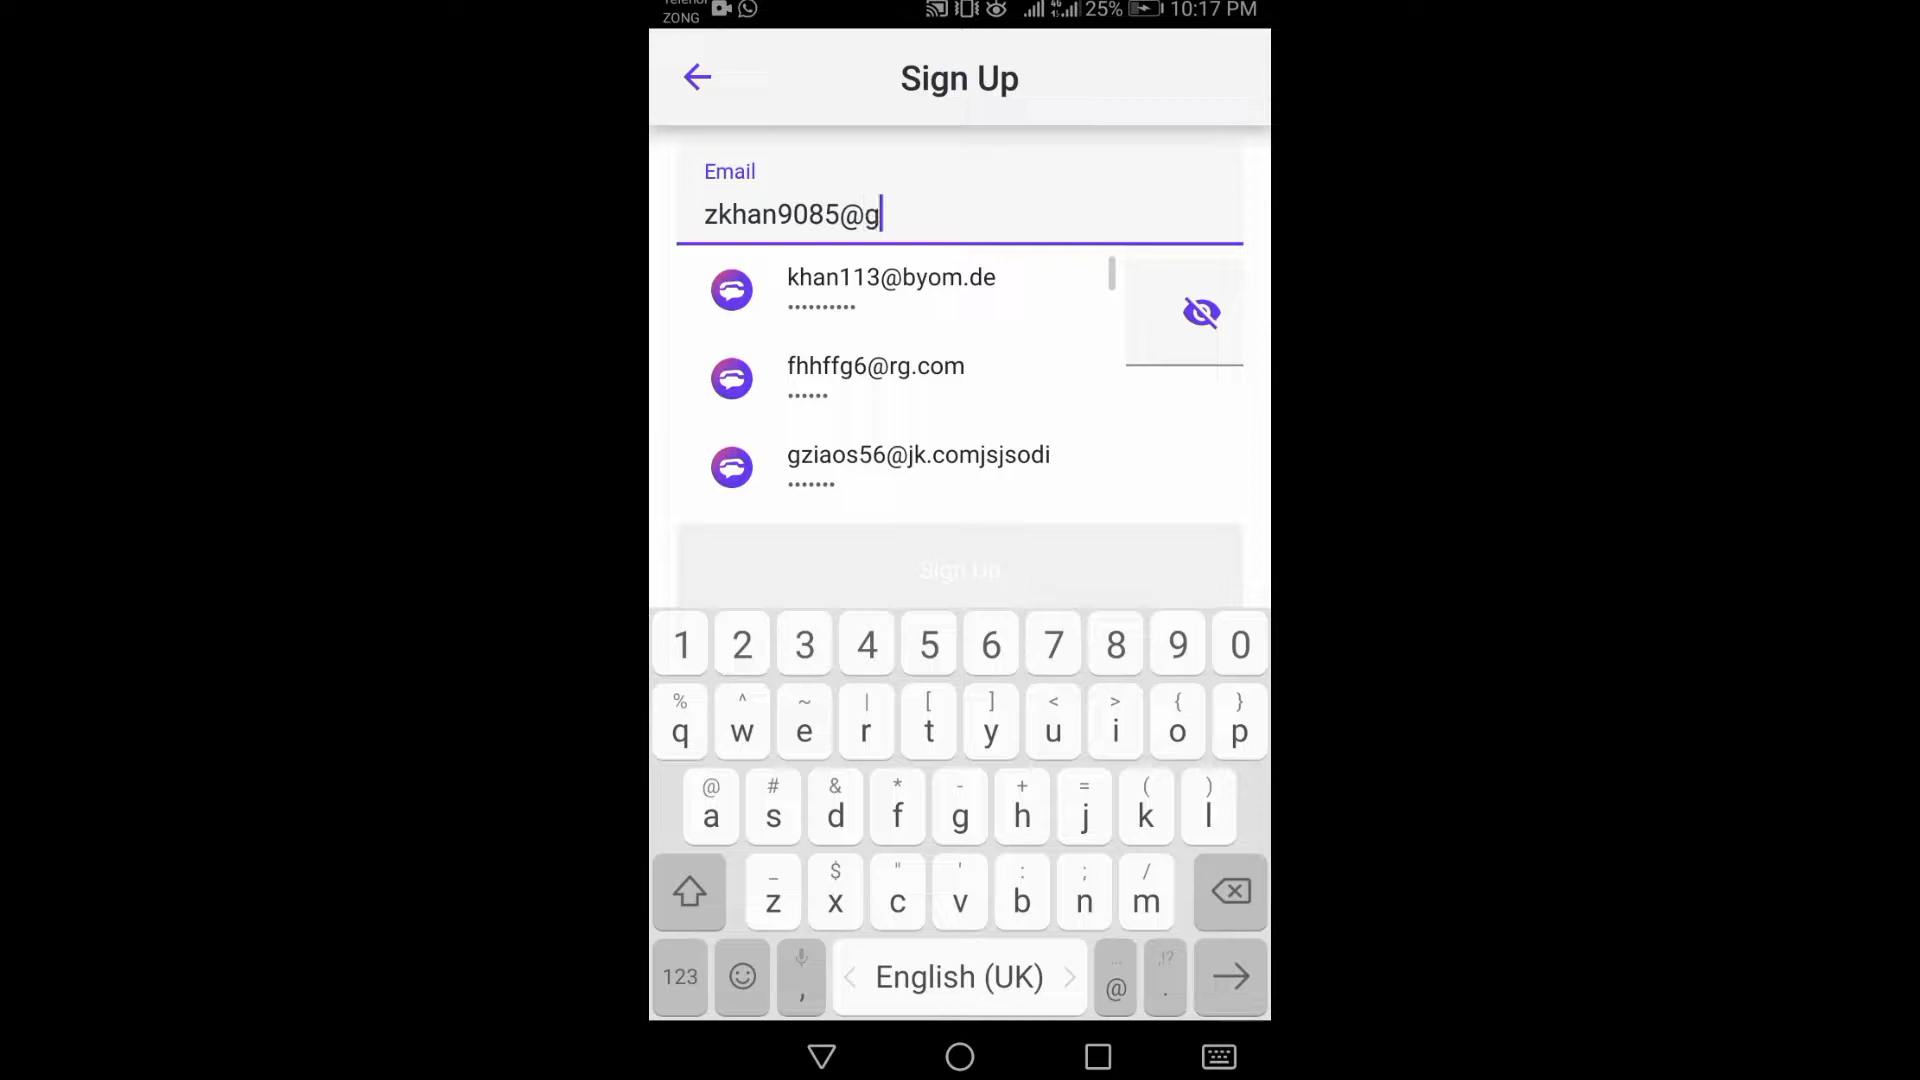 Telenor
ZONG
25%
10:17 PM
Sign Up
Email
zkhan9085@g
khan113@byom.de
••••••••••
fhhffg6@rg.com
••••••
gziaos56@jk.comjsjsodi
•••••••
Sign Up
1 2 3 4 5 6 7 8 9 0
% ^ ~ | [ ] < > { }
q w e r t y u i o p
@ # & * - + = ( )
a s d f g h j k l
_ $ " ' : ; /
z x c v b n m
123 , English (UK) ... @ ,!? .